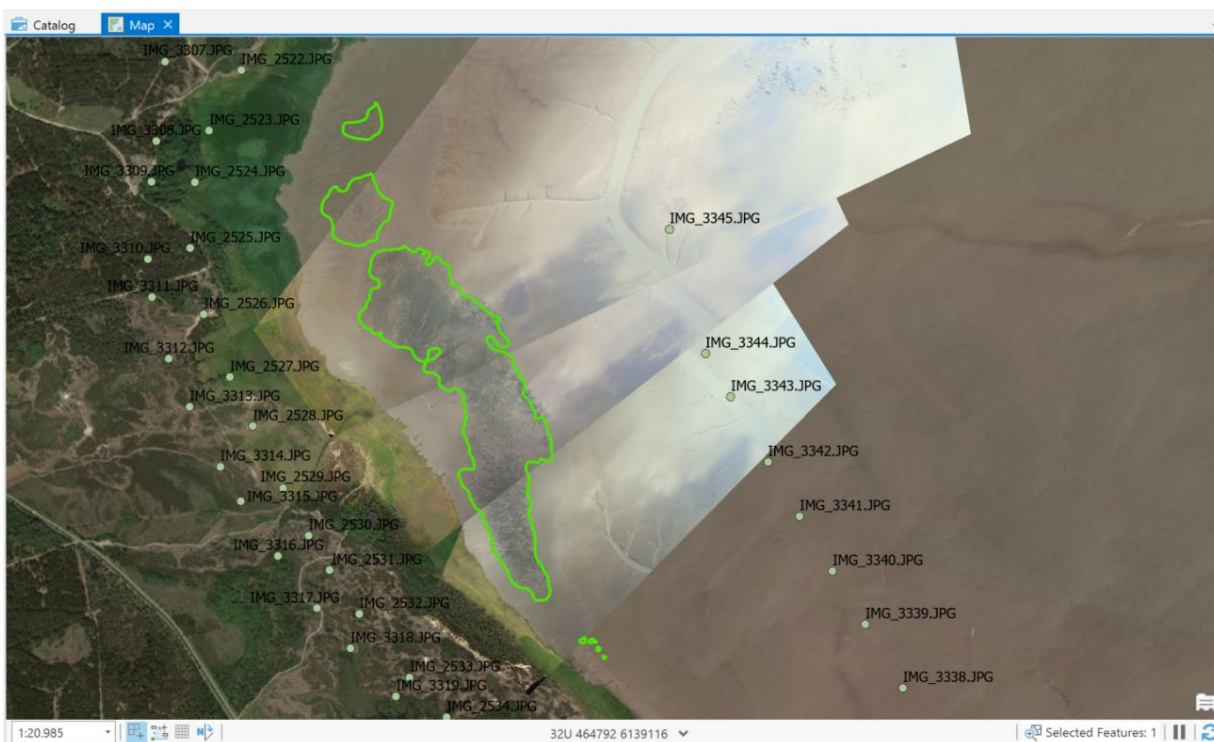 Catalog
Map
IMG_3307.JPG
IMG_2522.JPG
IMG_2523.JPG
IMG_3308.JPG
IMG_3309.JPG
IMG_2524.JPG
IMG_3345.JPG
IMG_2525.JPG
IMG_3310.JPG
IMG_3311.JPG
IMG_2526.JPG
IMG_3312.JPG
IMG_3344.JPG
IMG_2527.JPG
IMG_3343.JPG
IMG_3313.JPG
IMG_2528.JPG
IMG_3342.JPG
IMG_3314.JPG
IMG_2529.JPG
IMG_3315.JPG
IMG_3341.JPG
IMG_2530.JPG
IMG_3316.JPG
IMG_2531.JPG
IMG_3340.JPG
IMG_3317.JPG
IMG_2532.JPG
IMG_3339.JPG
IMG_3318.JPG
IMG_2533.JPG
IMG_3338.JPG
IMG_3319.JPG
IMG_2534.JPG
1:20.985
32U 464792 6139116
Selected Features: 1